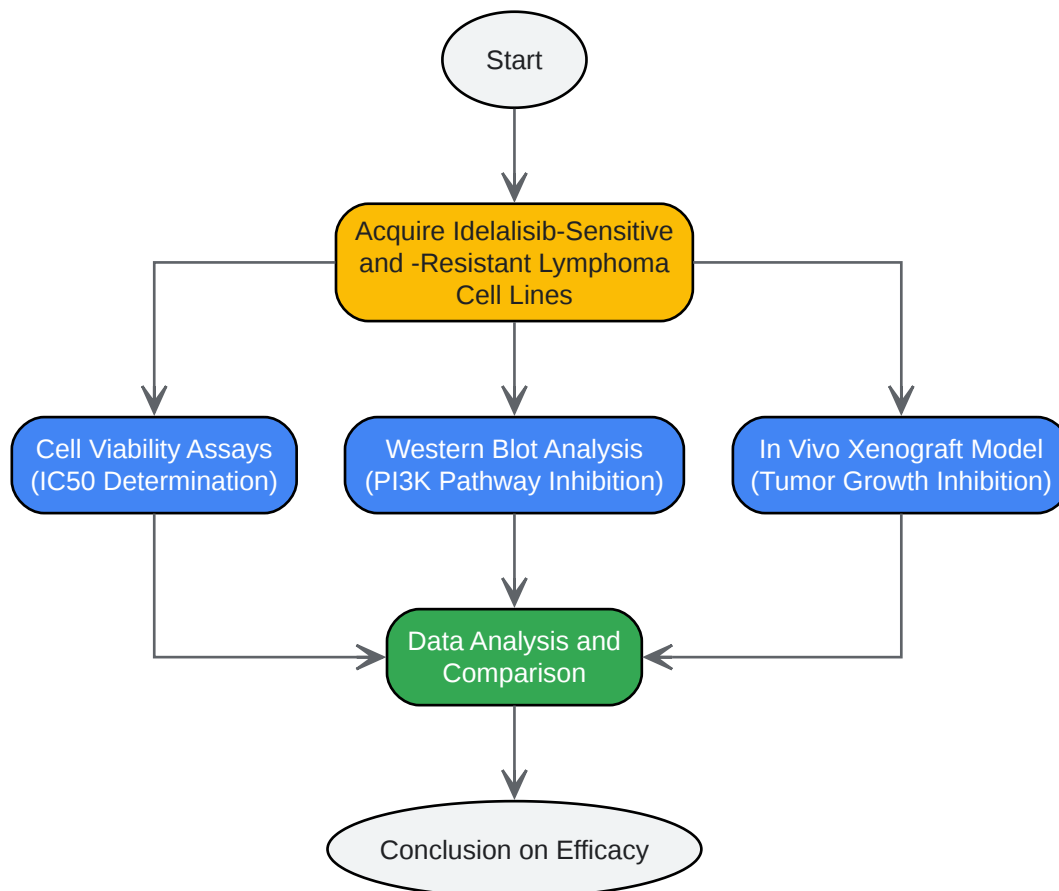 Start
Acquire Idelalisib-Sensitive
and -Resistant Lymphoma
Cell Lines
Cell Viability Assays
(IC50 Determination)
Western Blot Analysis
(PI3K Pathway Inhibition)
In Vivo Xenograft Model
(Tumor Growth Inhibition)
Data Analysis and
Comparison
Conclusion on Efficacy